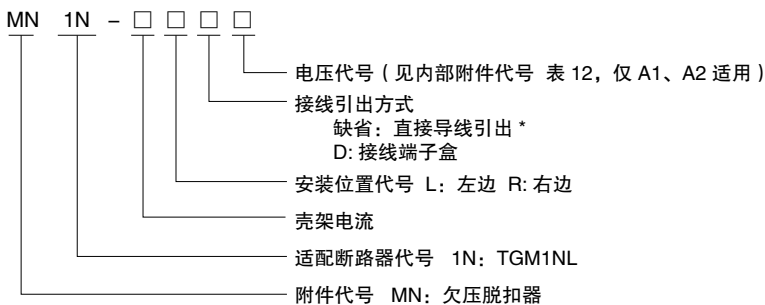 MN 1N - □ □ □ □
电压代号（见内部附件代号 表 12，仅 A1、A2 适用）
接线引出方式
缺省：直接导线引出 *
D: 接线端子盒
安装位置代号 L：左边 R: 右边
壳架电流
适配断路器代号 1N：TGM1NL
附件代号 MN：欠压脱扣器